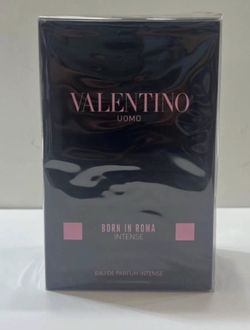 VALENTINO
UOMO
BORN IN ROMA
INTENSE
EAU DE PARFUM INTENSE